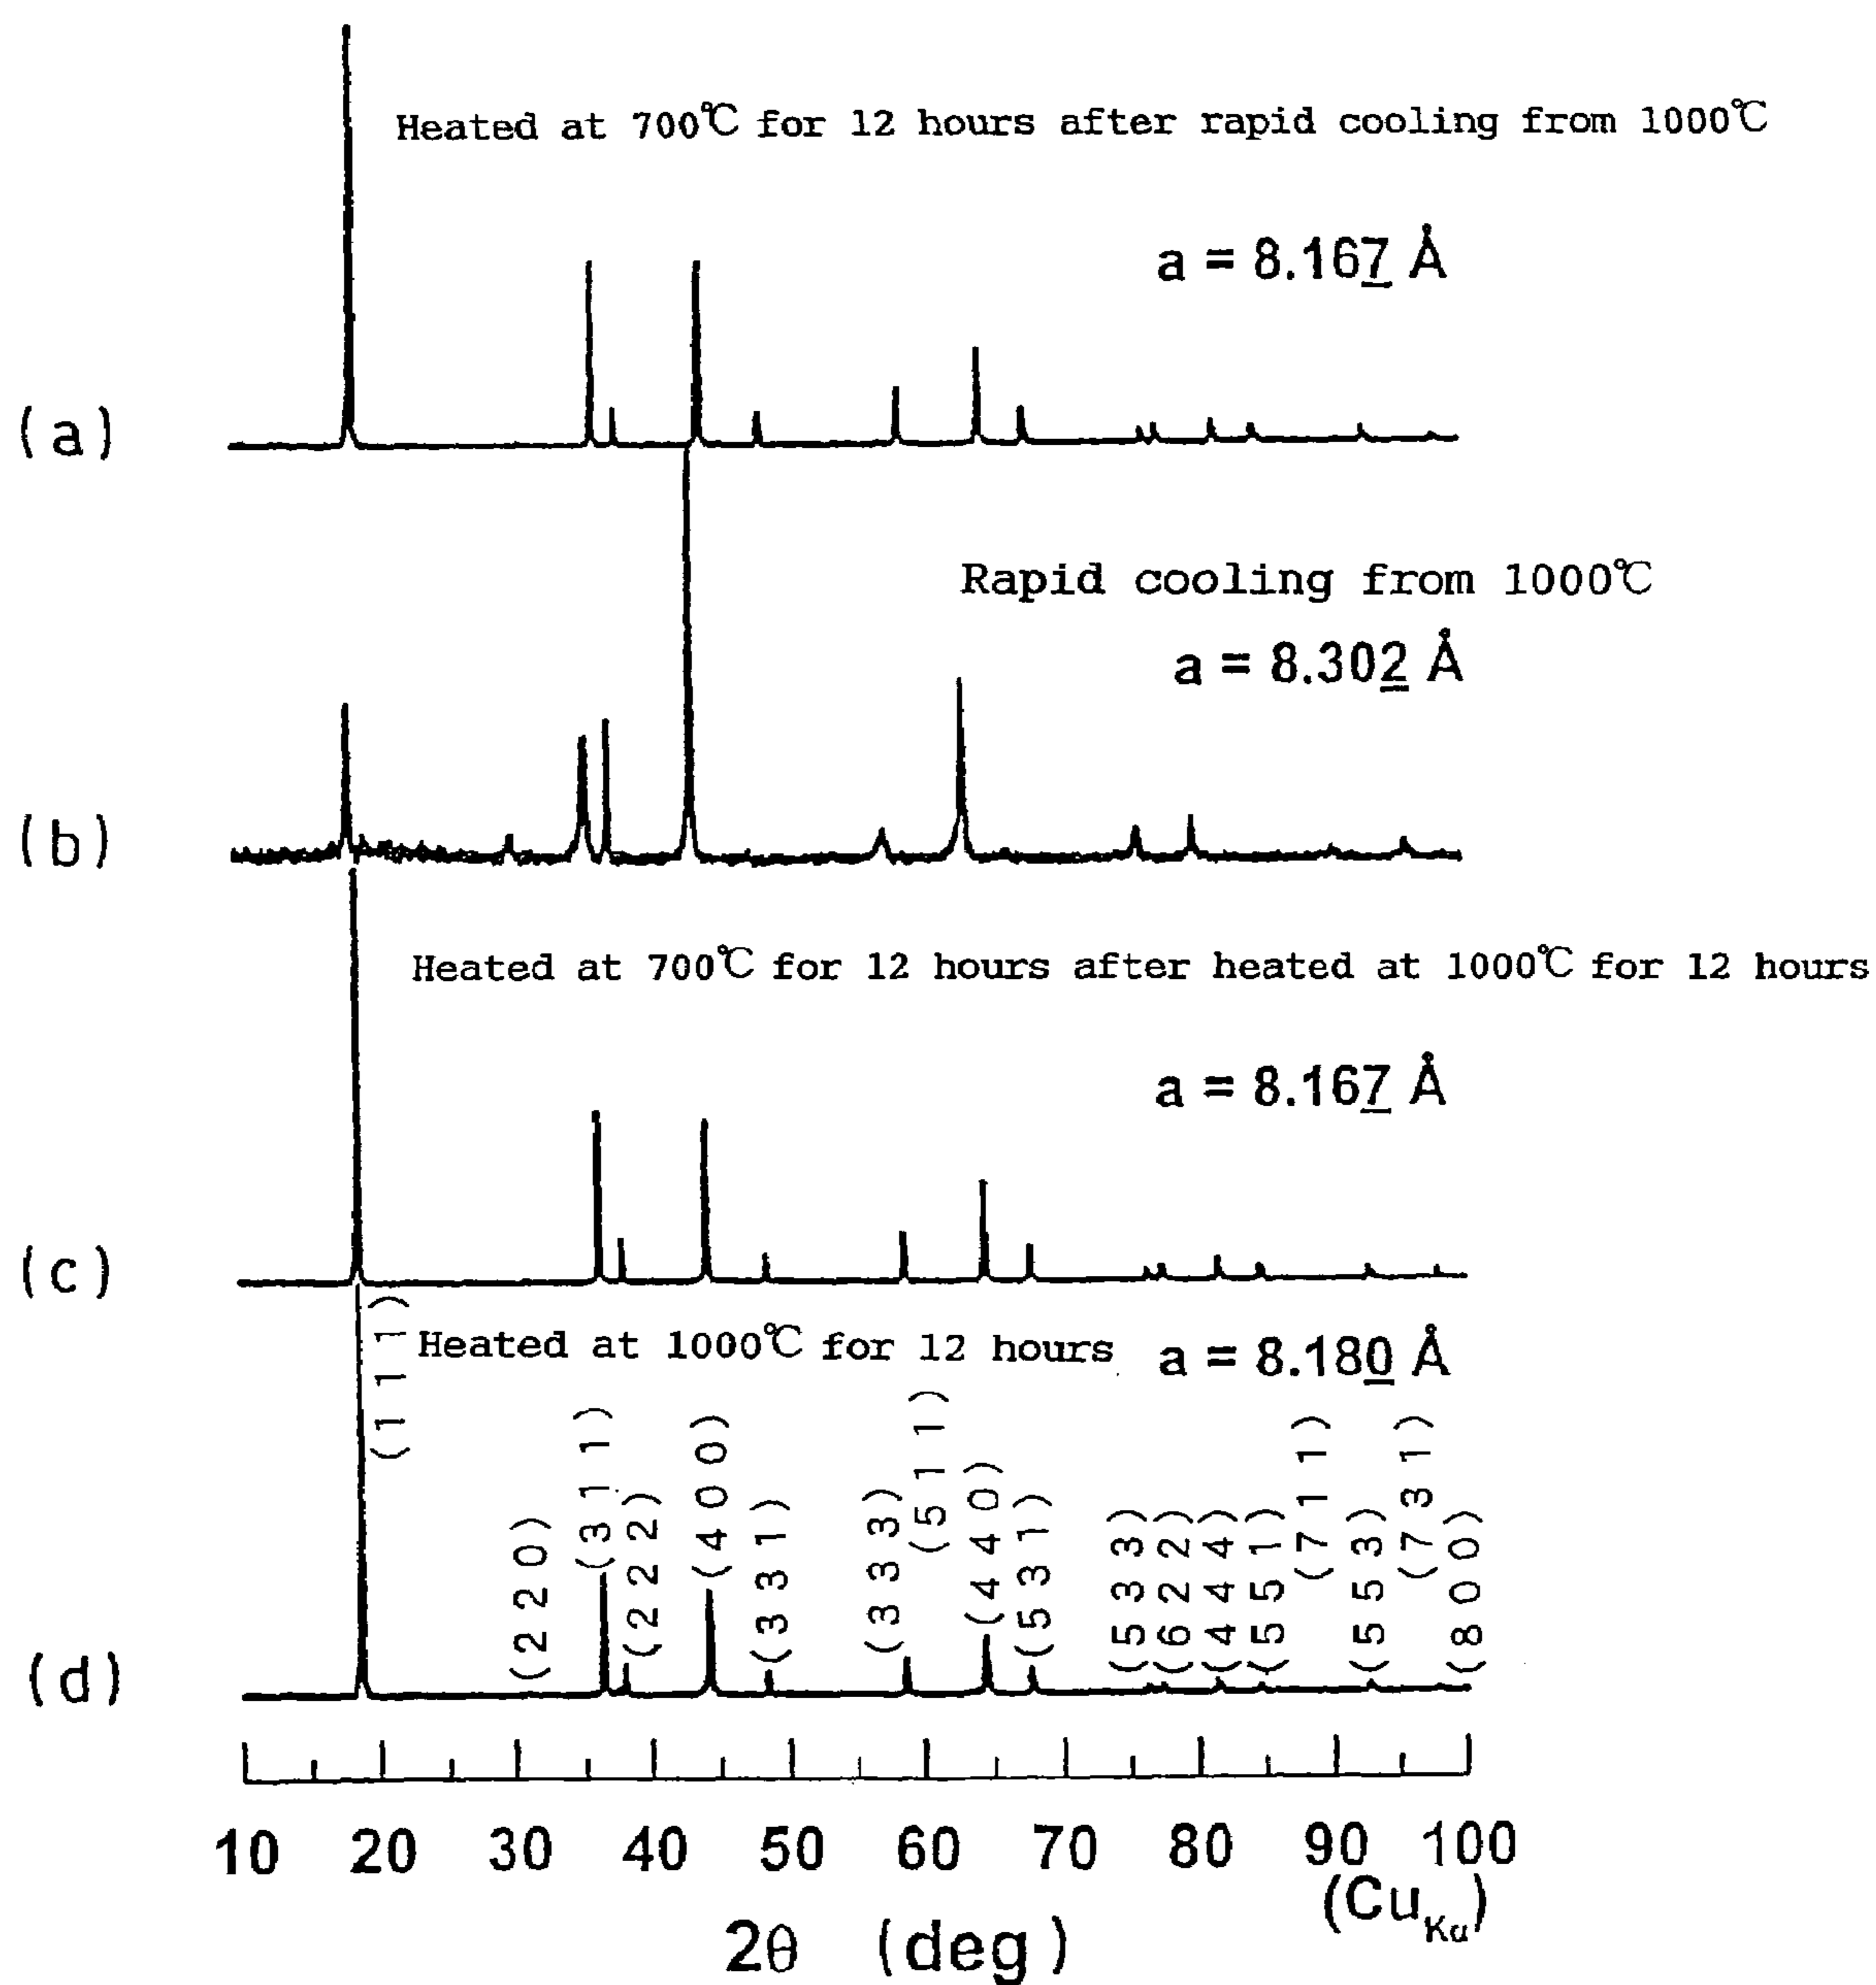 Heated at 700℃ for 12 hours after rapid cooling from 1000℃
a = 8.167 Å
(a)
Rapid cooling from 1000℃
a = 8.302 Å
(b)
Heated at 700℃ for 12 hours after heated at 1000℃ for 12 hours
a = 8.167 Å
(c)
Heated at 1000℃ for 12 hours a = 8.180 Å
(111)
(220)
(311)
(222)
(400)
(331)
(333)
(511)
(440)
(531)
(533)
(622)
(444)
(551)
(711)
(553)
(731)
(800)
(d)
10 20 30 40 50 60 70 80 90 100
(CuKα)
2θ (deg)